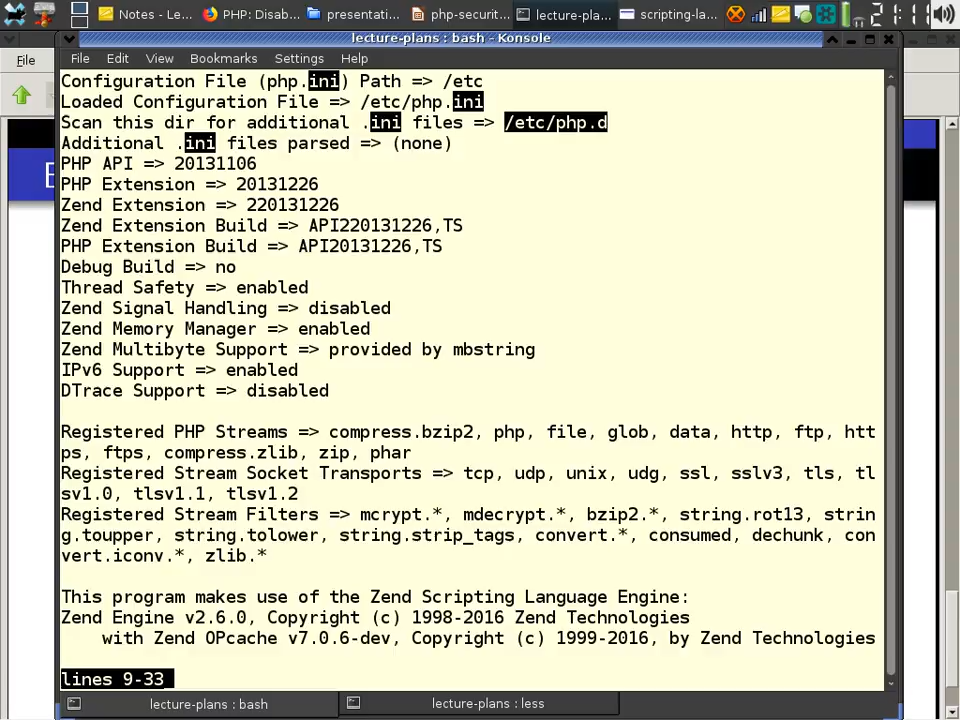 Notes - Le...
PHP: Disab...
presentati...
php-securit...
lecture-pla...
scripting-la...
lecture-plans : bash - Konsole
File
File Edit View Bookmarks Settings Help
Configuration File (php.ini) Path => /etc
Loaded Configuration File => /etc/php.ini
Scan this dir for additional .ini files => /etc/php.d
Additional .ini files parsed => (none)
PHP API => 20131106
PHP Extension => 20131226
Zend Extension => 220131226
Zend Extension Build => API220131226,TS
PHP Extension Build => API20131226,TS
Debug Build => no
Thread Safety => enabled
Zend Signal Handling => disabled
Zend Memory Manager => enabled
Zend Multibyte Support => provided by mbstring
IPv6 Support => enabled
DTrace Support => disabled
Registered PHP Streams => compress.bzip2, php, file, glob, data, http, ftp, htt
ps, ftps, compress.zlib, zip, phar
Registered Stream Socket Transports => tcp, udp, unix, udg, ssl, sslv3, tls, tl
sv1.0, tlsv1.1, tlsv1.2
Registered Stream Filters => mcrypt.*, mdecrypt.*, bzip2.*, string.rot13, strin
g.toupper, string.tolower, string.strip_tags, convert.*, consumed, dechunk, con
vert.iconv.*, zlib.*
This program makes use of the Zend Scripting Language Engine:
Zend Engine v2.6.0, Copyright (c) 1998-2016 Zend Technologies
with Zend OPcache v7.0.6-dev, Copyright (c) 1999-2016, by Zend Technologies
lines 9-33
lecture-plans : bash
lecture-plans : less